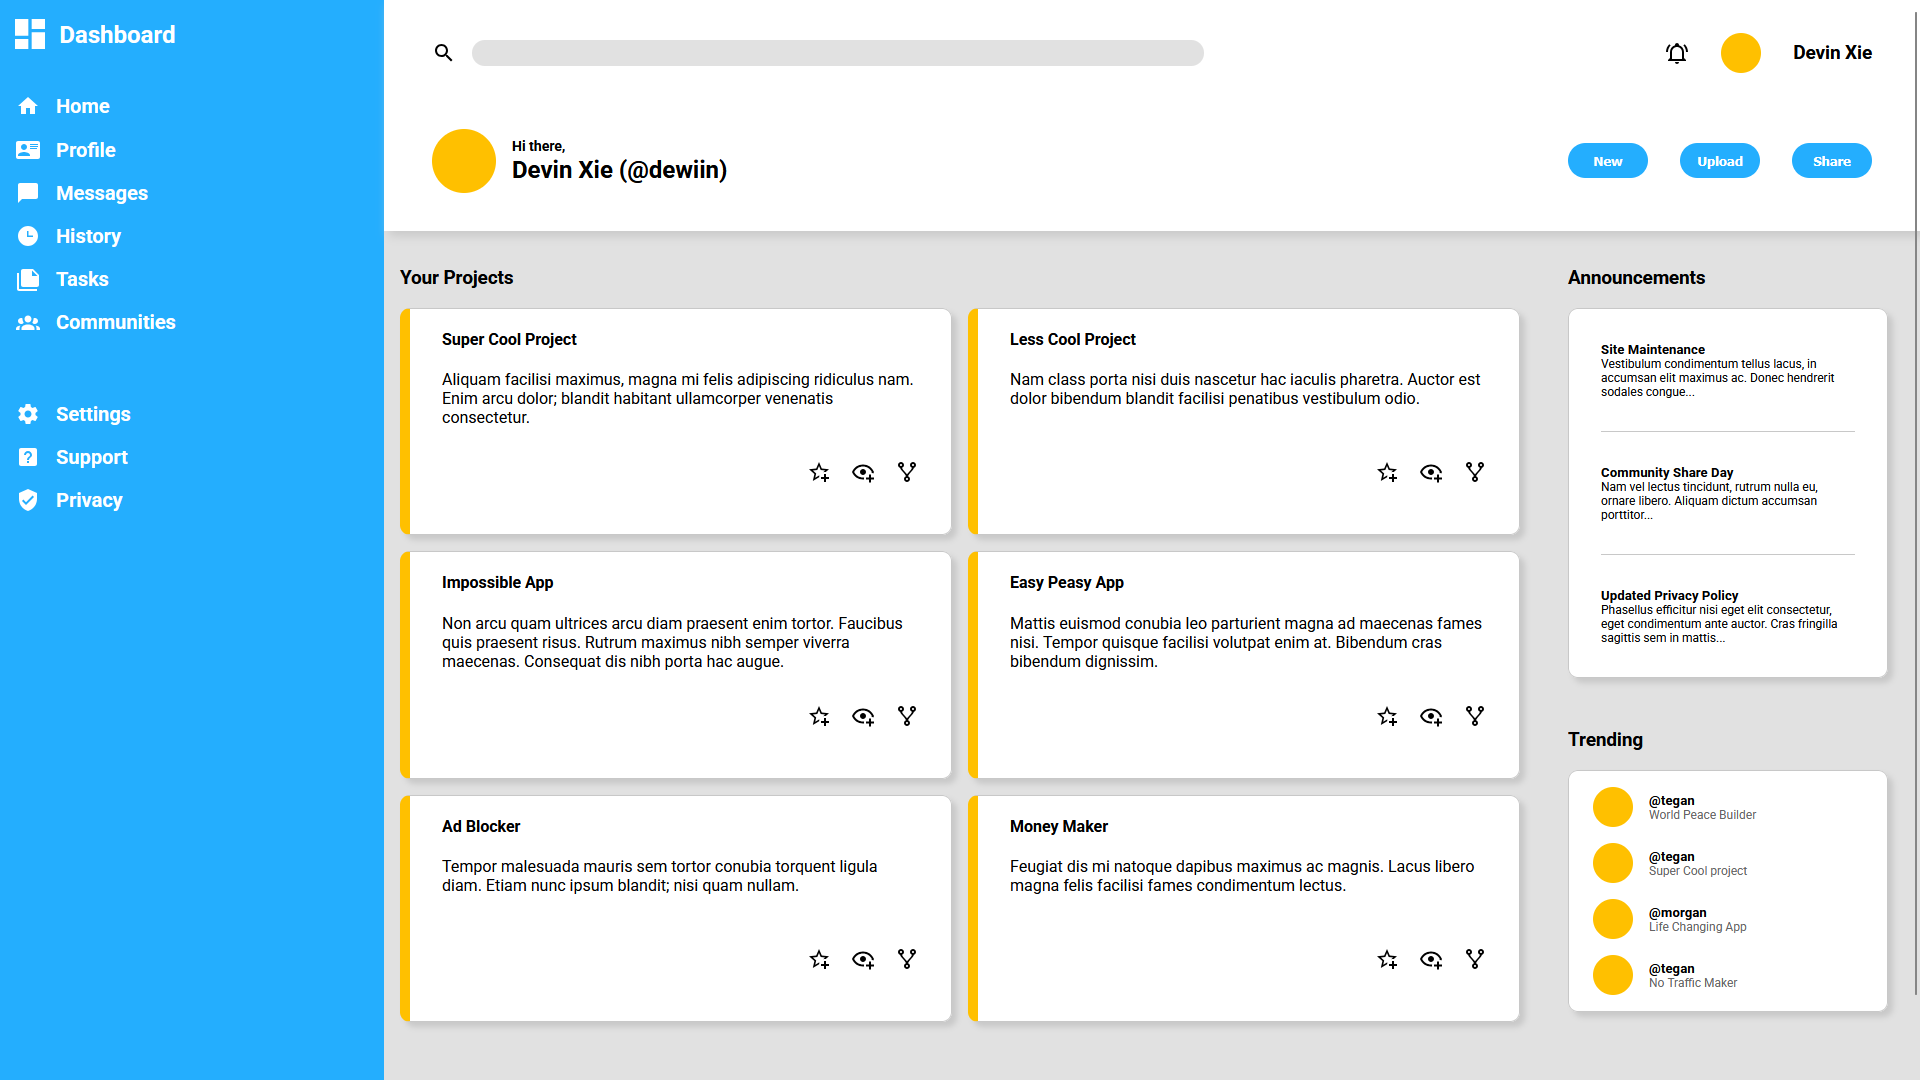 Dashboard
Home
Profile
Messages
History
Tasks
Communities
Settings
Support
Privacy
Devin Xie
Hi there,
Devin Xie (@dewiin)
New
Upload
Share
Your Projects
Super Cool Project
Aliquam facilisi maximus, magna mi felis adipiscing ridiculus nam.
Enim arcu dolor; blandit habitant ullamcorper venenatis
consectetur.
Less Cool Project
Nam class porta nisi duis nascetur hac iaculis pharetra. Auctor est
dolor bibendum blandit facilisi penatibus vestibulum odio.
Impossible App
Non arcu quam ultrices arcu diam praesent enim tortor. Faucibus
quis praesent risus. Rutrum maximus nibh semper viverra
maecenas. Consequat dis nibh porta hac augue.
Easy Peasy App
Mattis euismod conubia leo parturient magna ad maecenas fames
nisi. Tempor quisque facilisi volutpat enim at. Bibendum cras
bibendum dignissim.
Ad Blocker
Tempor malesuada mauris sem tortor conubia torquent ligula
diam. Etiam nunc ipsum blandit; nisi quam nullam.
Money Maker
Feugiat dis mi natoque dapibus maximus ac magnis. Lacus libero
magna felis facilisi fames condimentum lectus.
Announcements
Site Maintenance
Vestibulum condimentum tellus lacus, in
accumsan elit maximus ac. Donec hendrerit
sodales congue...
Community Share Day
Nam vel lectus tincidunt, rutrum nulla eu,
ornare libero. Aliquam dictum accumsan
porttitor...
Updated Privacy Policy
Phasellus efficitur nisi eget elit consectetur,
eget condimentum ante auctor. Cras fringilla
sagittis sem in mattis...
Trending
@tegan
World Peace Builder
@tegan
Super Cool project
@morgan
Life Changing App
@tegan
No Traffic Maker